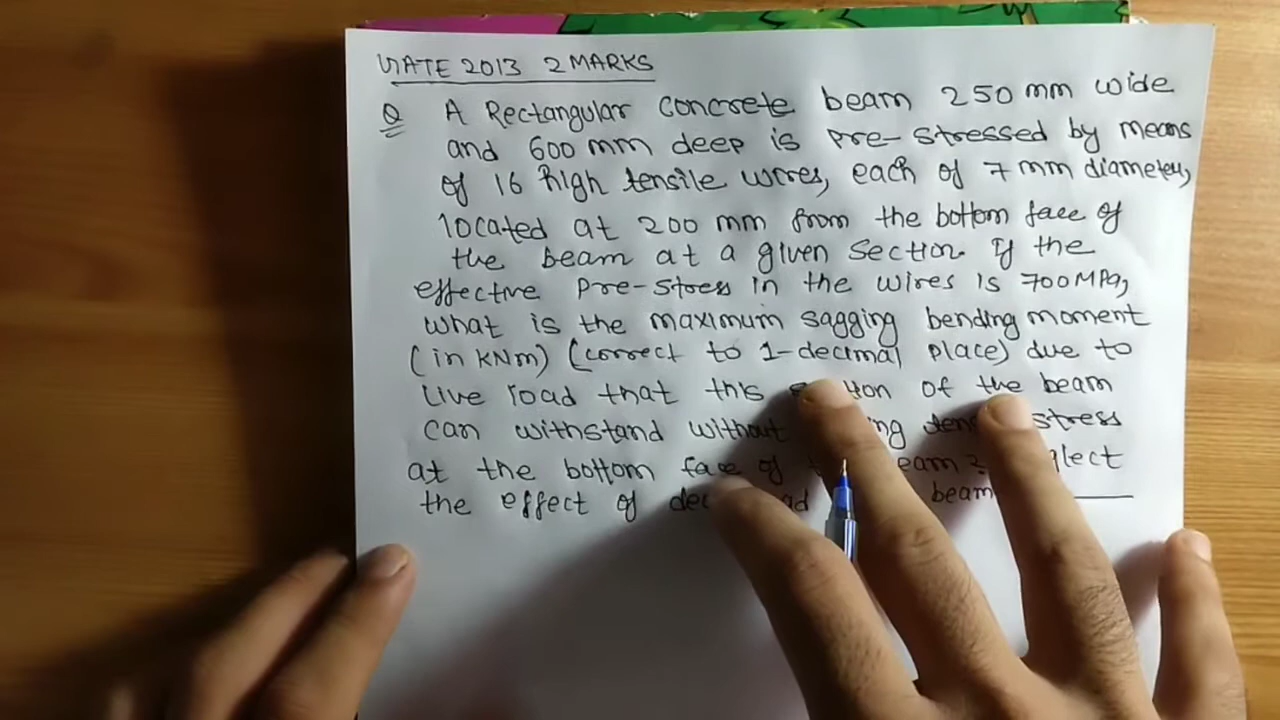 GATE 2013 2 MARKS
Q A Rectangular concrete beam 250 mm wide
and 600 mm deep is pre-stressed by means
of 16 high tensile wires, each of 7 mm diameter,
located at 200 mm from the bottom face of
the beam at a given section. If the
effective pre-stress in the wires is 700 MPa,
what is the maximum sagging bending moment
(in KNm) (correct to 1-decimal place) due to
live load that this of the beam
can withstand without stress
at the bottom face of
the effect of beam